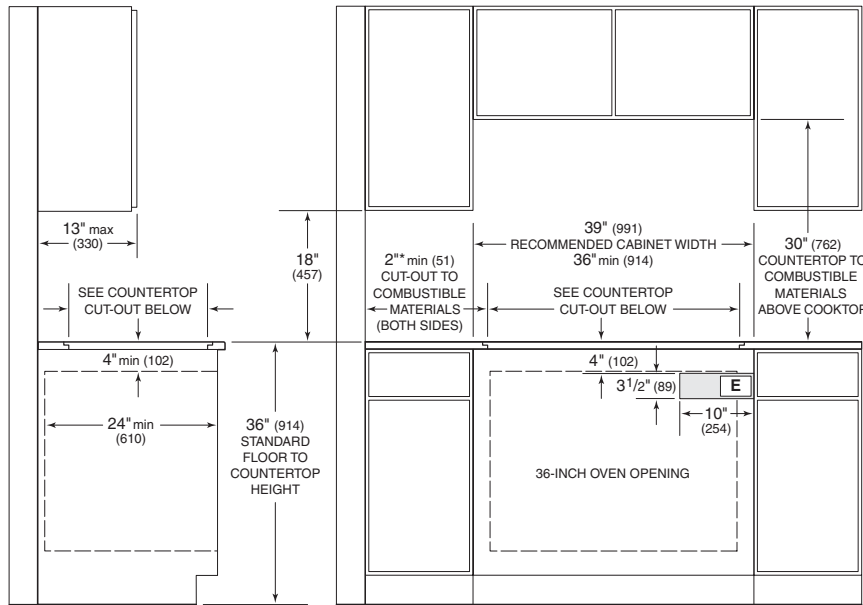 13" max
(330)
SEE COUNTERTOP
CUT-OUT BELOW
4" min (102)
24" min
(610)
36" (914)
STANDARD
FLOOR TO
COUNTERTOP
HEIGHT
18"
(457)
2"* min (51)
CUT-OUT TO
COMBUSTIBLE
MATERIALS
(BOTH SIDES)
39" (991)
RECOMMENDED CABINET WIDTH
36" min (914)
SEE COUNTERTOP
CUT-OUT BELOW
30" (762)
COUNTERTOP TO
COMBUSTIBLE
MATERIALS
ABOVE COOKTOP
4" (102)
3 1/2" (89)
E
10"
(254)
36-INCH OVEN OPENING